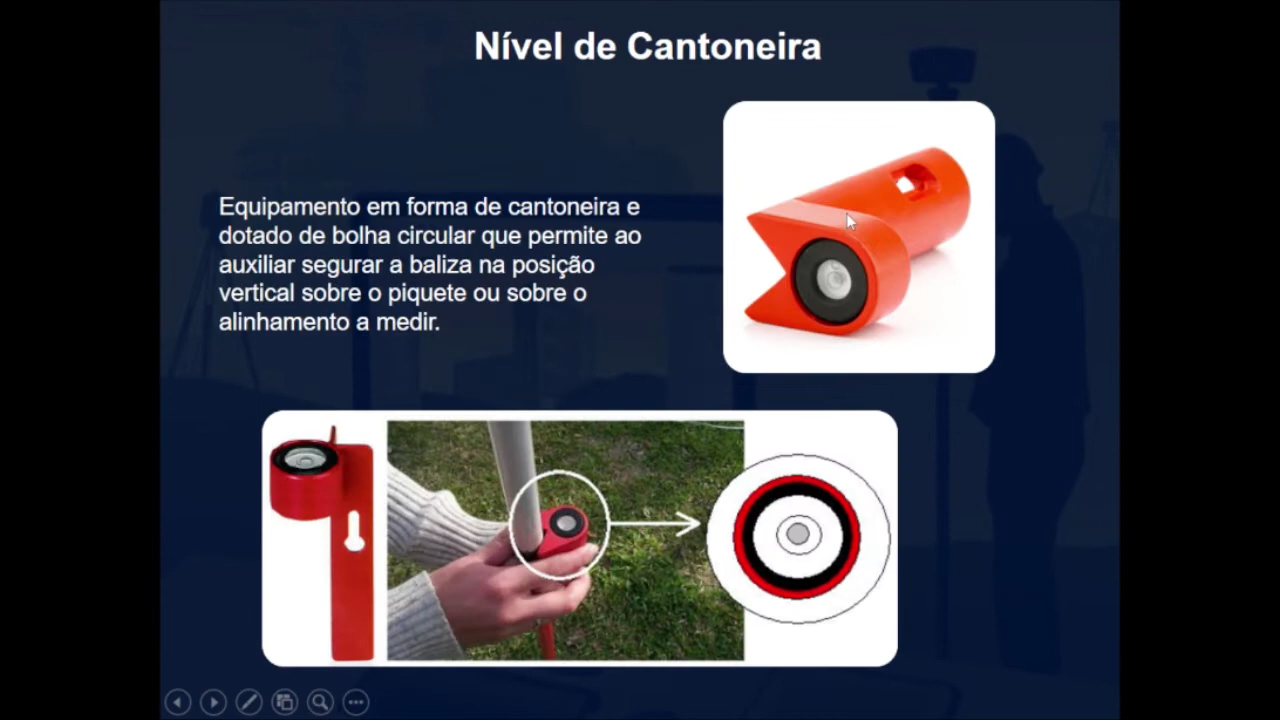 Nível de Cantoneira
Equipamento em forma de cantoneira e
dotado de bolha circular que permite ao
auxiliar segurar a baliza na posição
vertical sobre o piquete ou sobre o
alinhamento a medir.